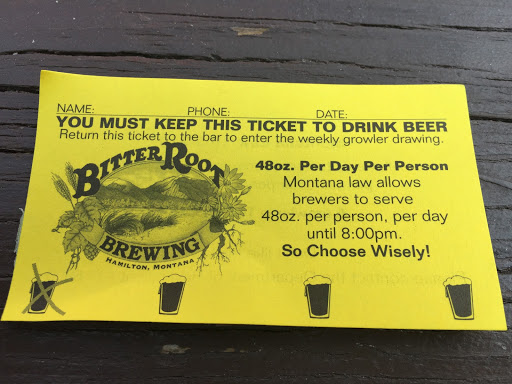 NAME: PHONE: DATE:
YOU MUST KEEP THIS TICKET TO DRINK BEER
Return this ticket to the bar to enter the weekly growler drawing.
BITTER ROOT
BREWING
HAMILTON, MONTANA
48oz. Per Day Per Person
Montana law allows
brewers to serve
48oz. per person, per day
until 8:00pm.
So Choose Wisely!